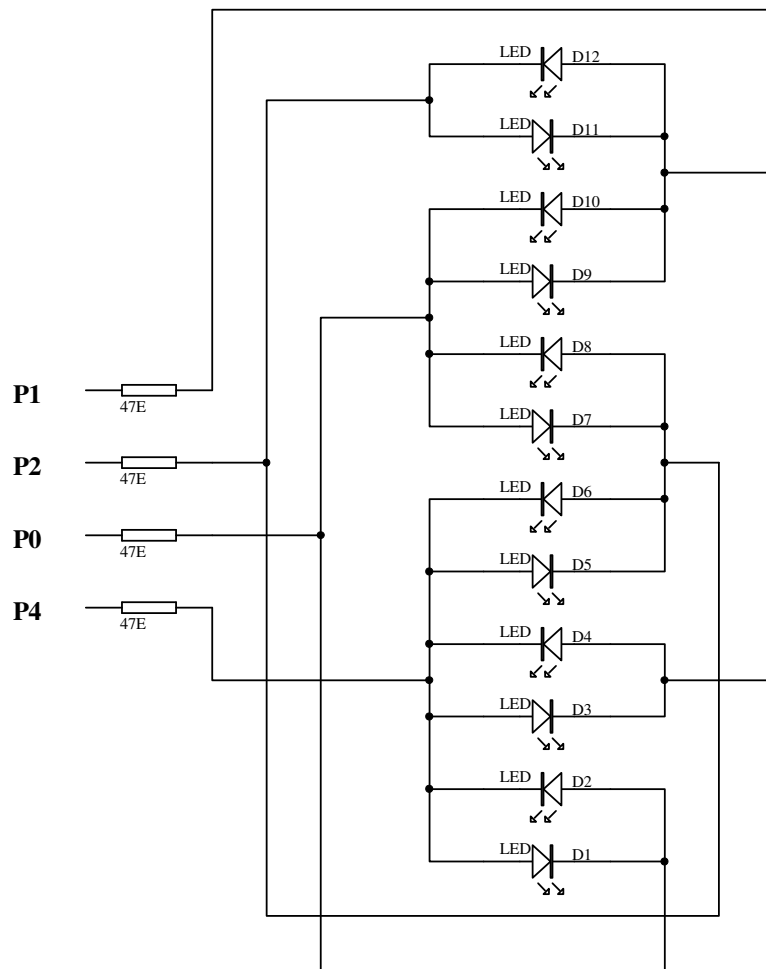 LED D12
LED D11
LED D10
LED D9
LED D8
P1
47E
LED D7
P2
47E
LED D6
P0
47E
LED D5
P4
47E
LED D4
LED D3
LED D2
LED D1